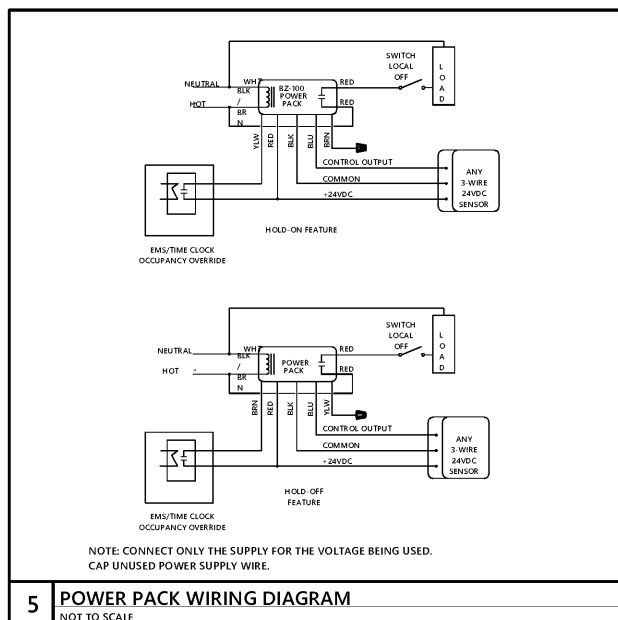 SWITCH
LOCAL
OFF
L
O
A
D
NEUTRAL
WHT
BLK
/
BR
N
HOT
BZ-100
POWER
PACK
RED
RED
YLW
RED
BLK
BLU
BRN
CONTROL OUTPUT
COMMON
+24VDC
ANY
3-WIRE
24VDC
SENSOR
HOLD-ON FEATURE
EMS/TIME CLOCK
OCCUPANCY OVERRIDE
SWITCH
LOCAL
OFF
L
O
A
D
NEUTRAL
WHT
BLK
/
BR
N
HOT
POWER
PACK
RED
RED
BRN
RED
BLK
BLU
YLW
CONTROL OUTPUT
COMMON
+24VDC
ANY
3-WIRE
24VDC
SENSOR
HOLD-OFF
FEATURE
EMS/TIME CLOCK
OCCUPANCY OVERRIDE
NOTE: CONNECT ONLY THE SUPPLY FOR THE VOLTAGE BEING USED.
CAP UNUSED POWER SUPPLY WIRE.
5 POWER PACK WIRING DIAGRAM
NOT TO SCALE